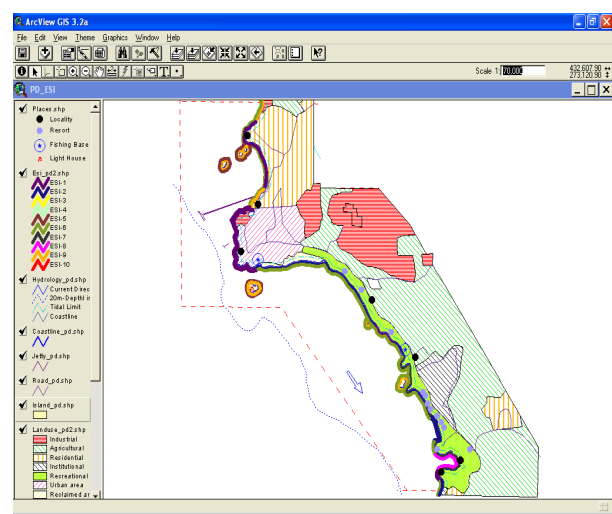 ArcView GIS 3.2a
File Edit View Theme Graphics Window Help
Scale 1: 70,000
432,607.90
273,120.90
PD_ESI
Places.shp
Locality
Resort
Fishing Base
Light House
Esi_pd2.shp
ESI-1
ESI-2
ESI-3
ESI-4
ESI-5
ESI-6
ESI-7
ESI-8
ESI-9
ESI-10
Hydrology_pd.shp
Current Direc
20m-Depthl ir
Tidal Limit
Coastline
Coastline_pd.shp
Jetty_pd.shp
Road_pd.shp
Island_pd.shp
Landuse_pd2.shp
Industrial
Agricultural
Residential
Institutional
Recreational
Urban area
Reclaimed ar